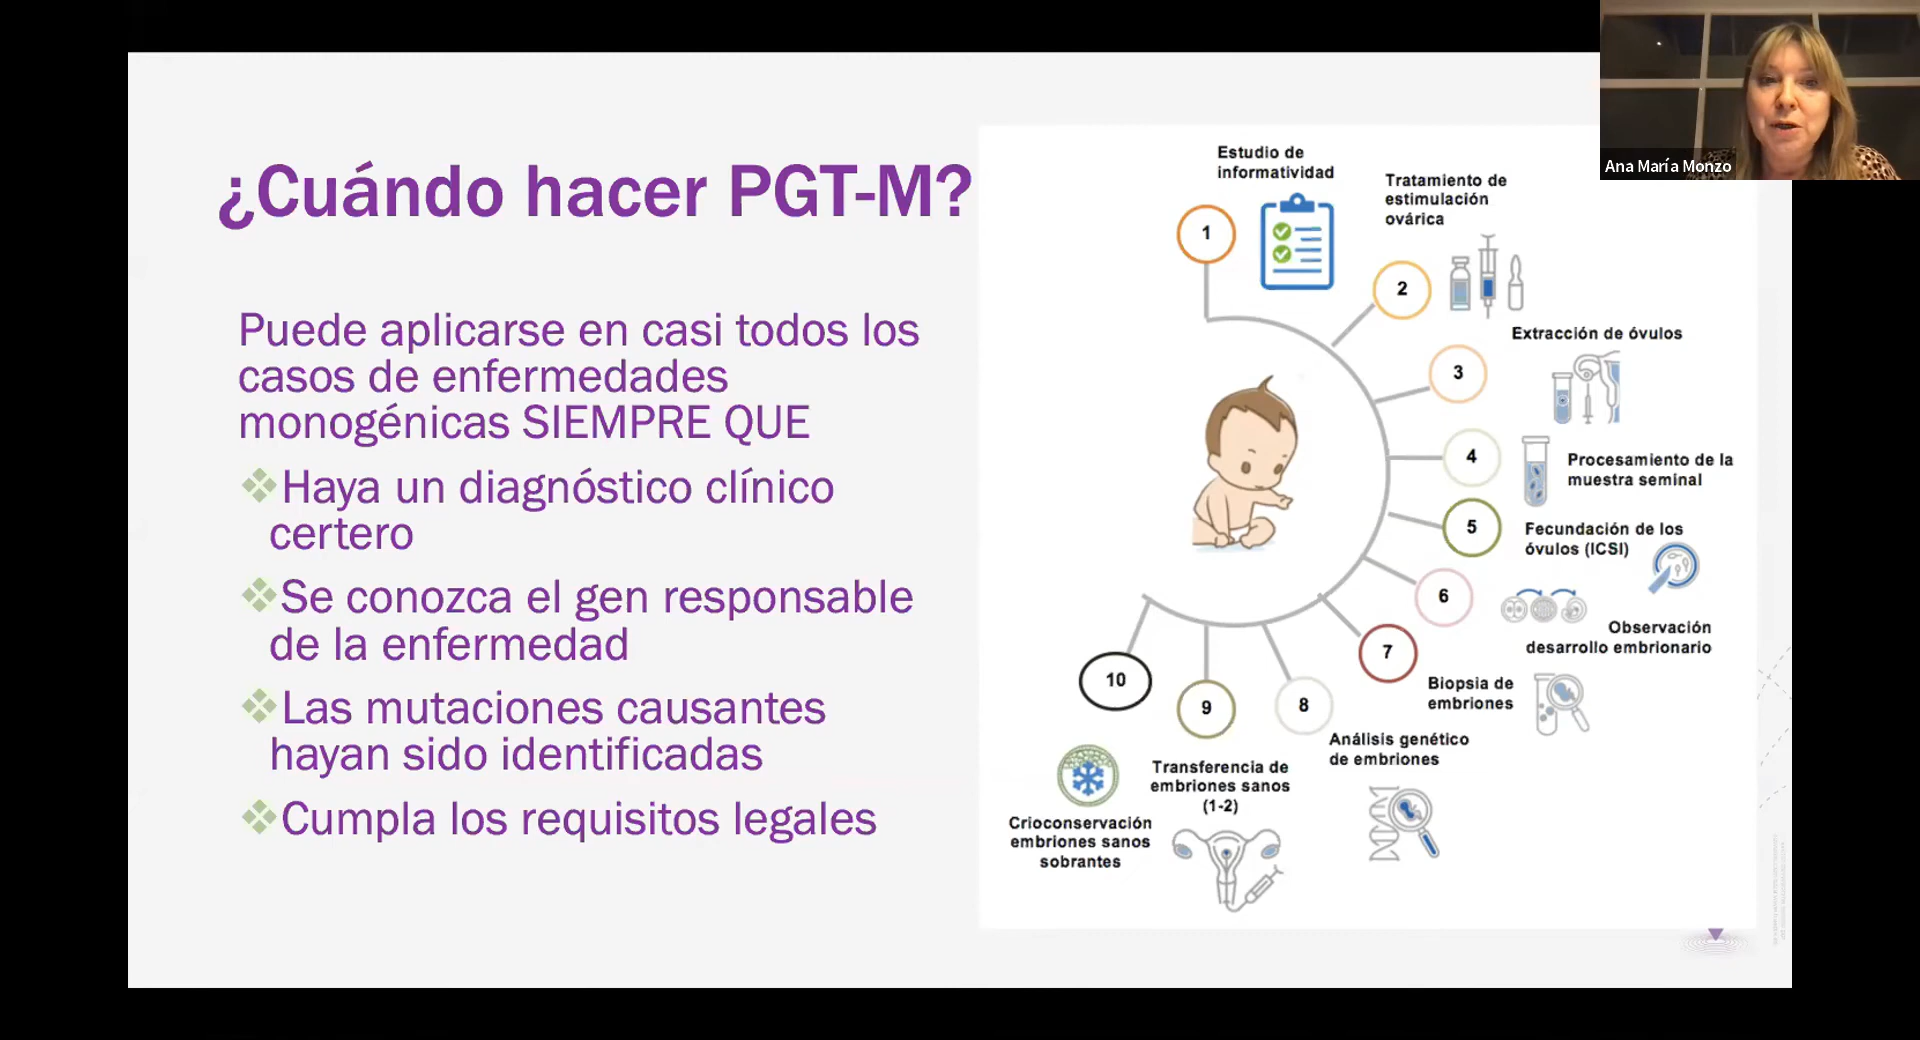 ¿Cuándo hacer PGT-M?
Puede aplicarse en casi todos los
casos de enfermedades
monogénicas SIEMPRE QUE
Haya un diagnóstico clínico
certero
Se conozca el gen responsable
de la enfermedad
Las mutaciones causantes
hayan sido identificadas
Cumpla los requisitos legales
Estudio de
informatividad
1
Tratamiento de
estimulación
ovárica
2
Extracción de óvulos
3
4
Procesamiento de la
muestra seminal
5
Fecundación de los
óvulos (ICSI)
6
Observación
desarrollo embrionario
7
Biopsia de
embriones
8
Análisis genético
de embriones
9
Transferencia de
embriones sanos
(1-2)
10
Crioconservación
embriones sanos
sobrantes
Ana María Monzo